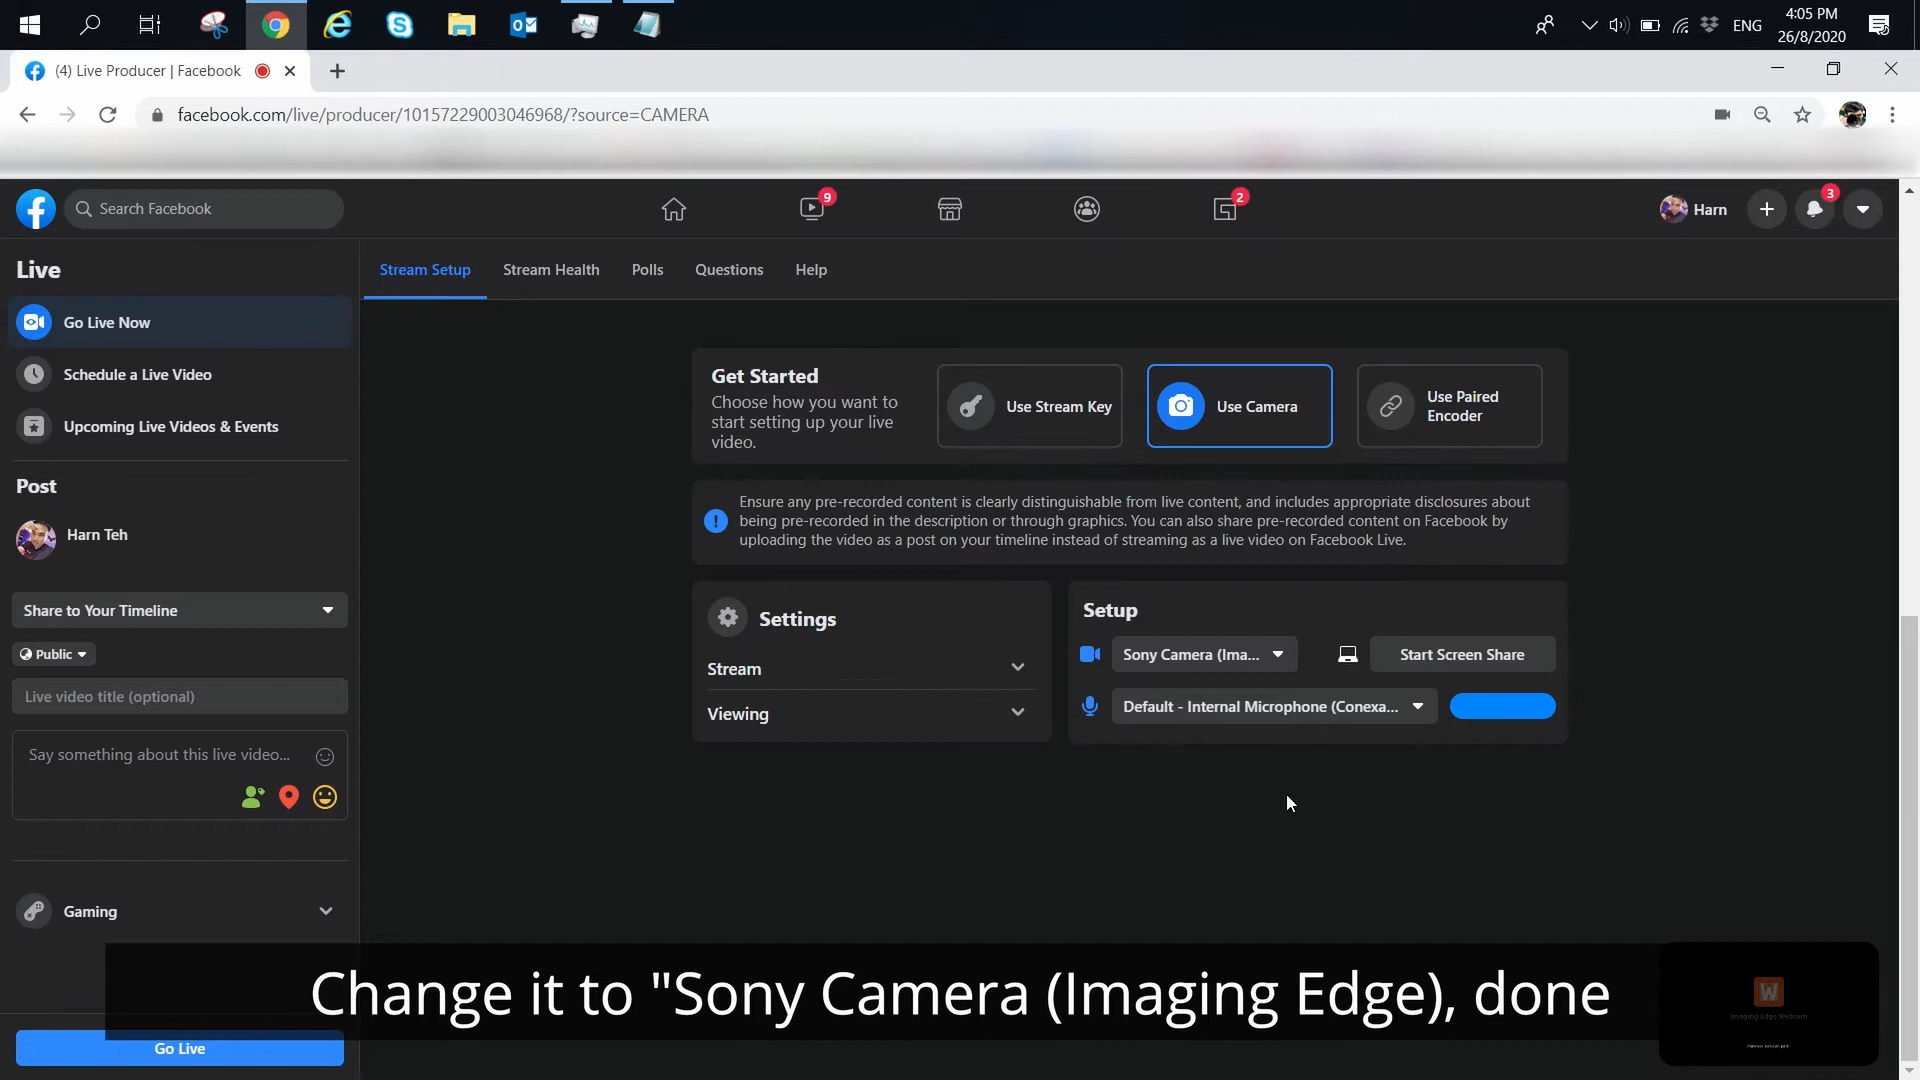 ENG
4:05 PM
26/8/2020
(4) Live Producer | Facebook
facebook.com/live/producer/10157229003046968/?source=CAMERA
Search Facebook
9
2
Harn
3
Live
Go Live Now
Schedule a Live Video
Upcoming Live Videos & Events
Post
Harn Teh
Share to Your Timeline
Public
Live video title (optional)
Say something about this live video...
Gaming
Go Live
Stream Setup
Stream Health
Polls
Questions
Help
Get Started
Choose how you want to
start setting up your live
video.
Use Stream Key
Use Camera
Use Paired
Encoder
Ensure any pre-recorded content is clearly distinguishable from live content, and includes appropriate disclosures about
being pre-recorded in the description or through graphics. You can also share pre-recorded content on Facebook by
uploading the video as a post on your timeline instead of streaming as a live video on Facebook Live.
Settings
Stream
Viewing
Setup
Sony Camera (Ima...
Start Screen Share
Default - Internal Microphone (Conexa...
Change it to "Sony Camera (Imaging Edge), done
W
Imaging Edge Webcam